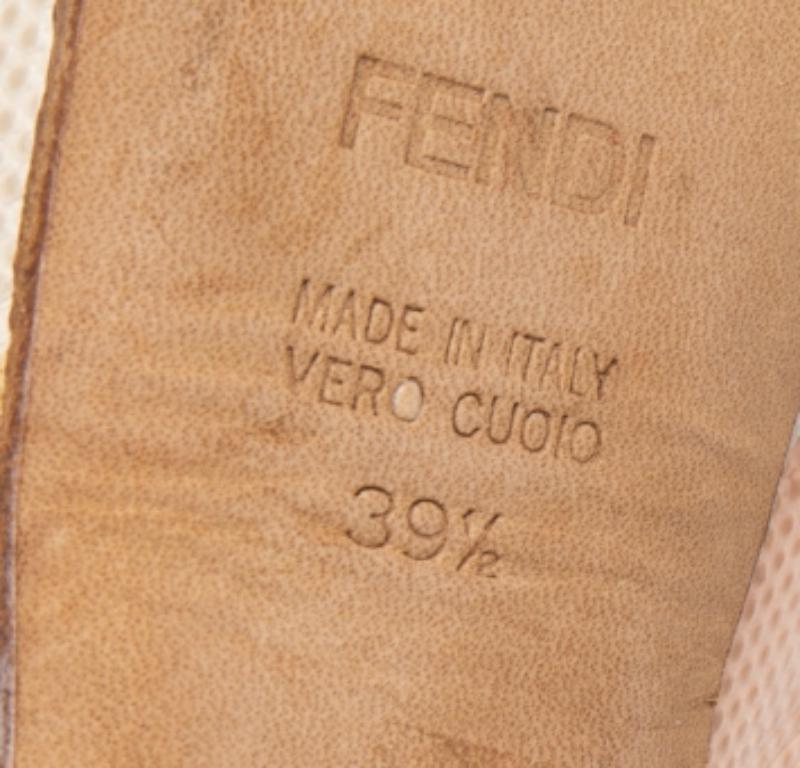 FENDI
MADE IN ITALY
VERO CUOIO
39½